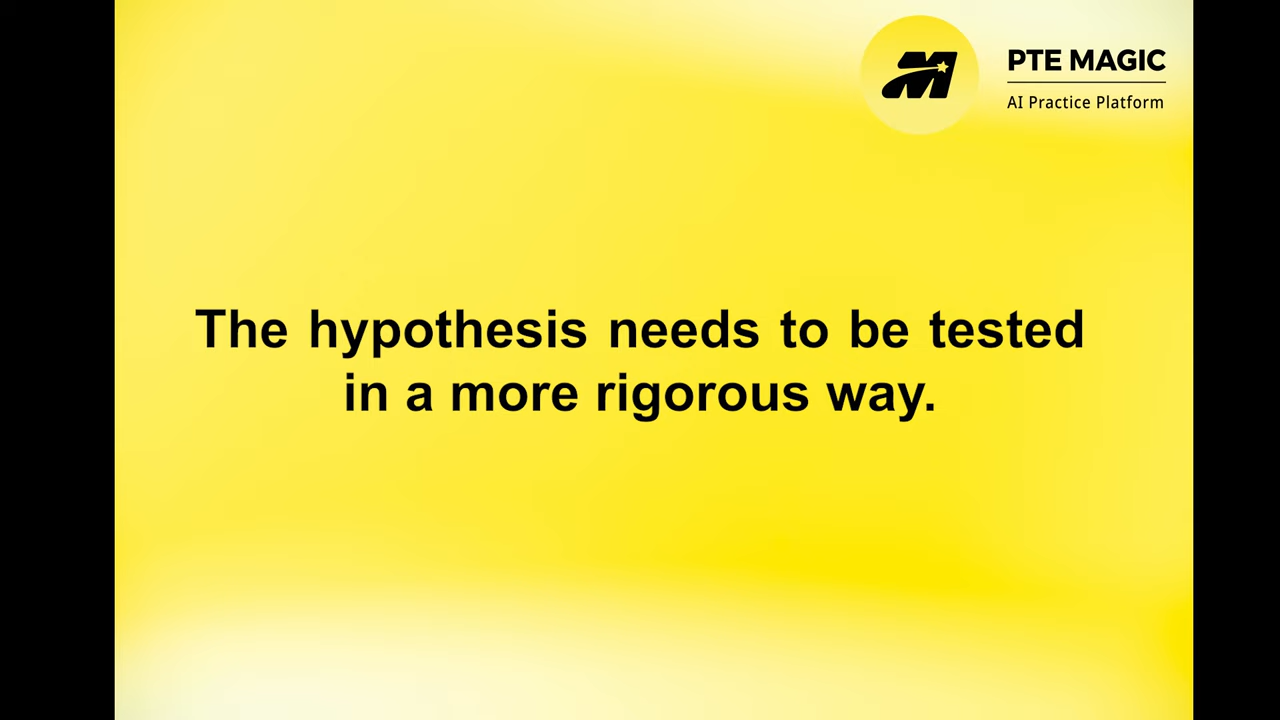 PTE MAGIC
AI Practice Platform
The hypothesis needs to be tested
in a more rigorous way.